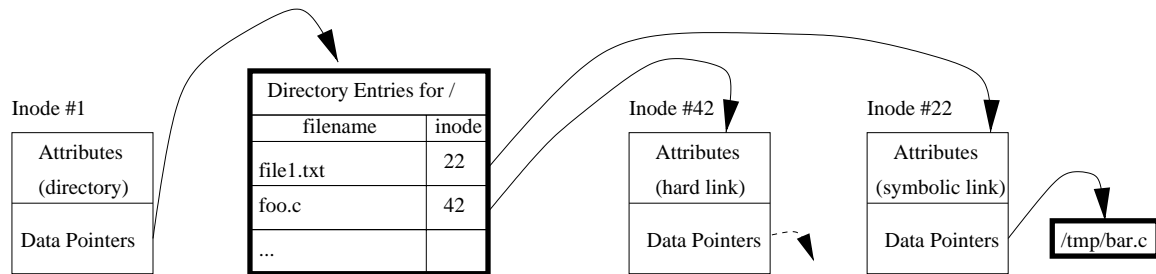 Inode #1
Attributes
(directory)
Data Pointers
Directory Entries for /
filename inode
file1.txt 22
foo.c 42
...
Inode #42
Attributes
(hard link)
Data Pointers
Inode #22
Attributes
(symbolic link)
Data Pointers
/tmp/bar.c